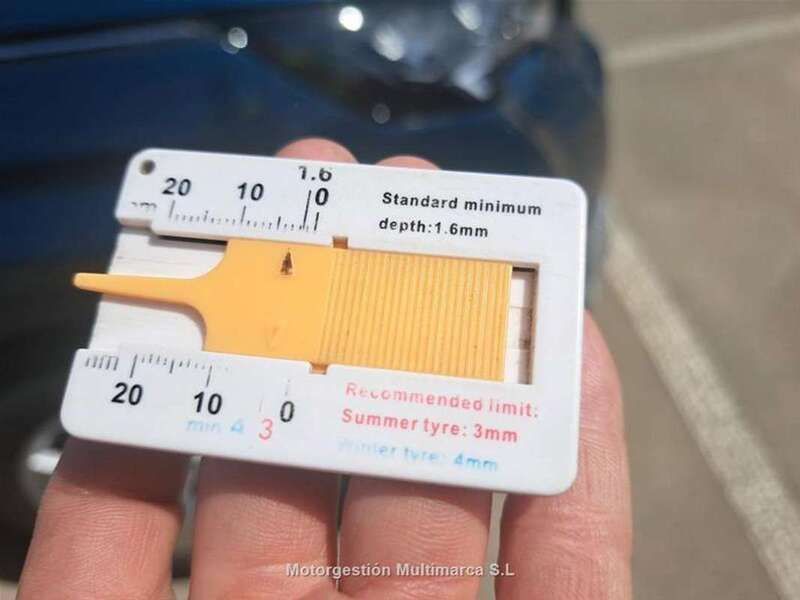 1.6
20 10 0
Standard minimum
depth:1.6mm
20 10 0
min 4 3
Recommended limit:
Summer tyre: 3mm
Winter tyre: 4mm
Motorgestión Multimarca S.L